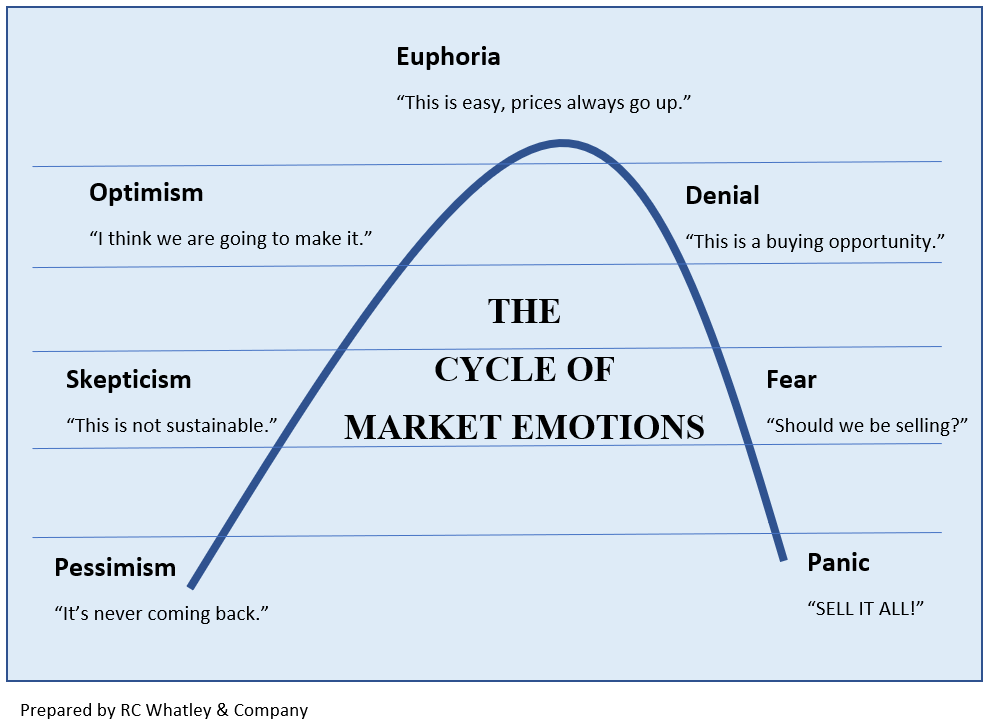 Euphoria
“This is easy, prices always go up.”
Optimism
“I think we are going to make it.”
Denial
“This is a buying opportunity.”
THE
CYCLE OF
MARKET EMOTIONS
Skepticism
“This is not sustainable.”
Fear
“Should we be selling?”
Pessimism
“It’s never coming back.”
Panic
“SELL IT ALL!”
Prepared by RC Whatley & Company